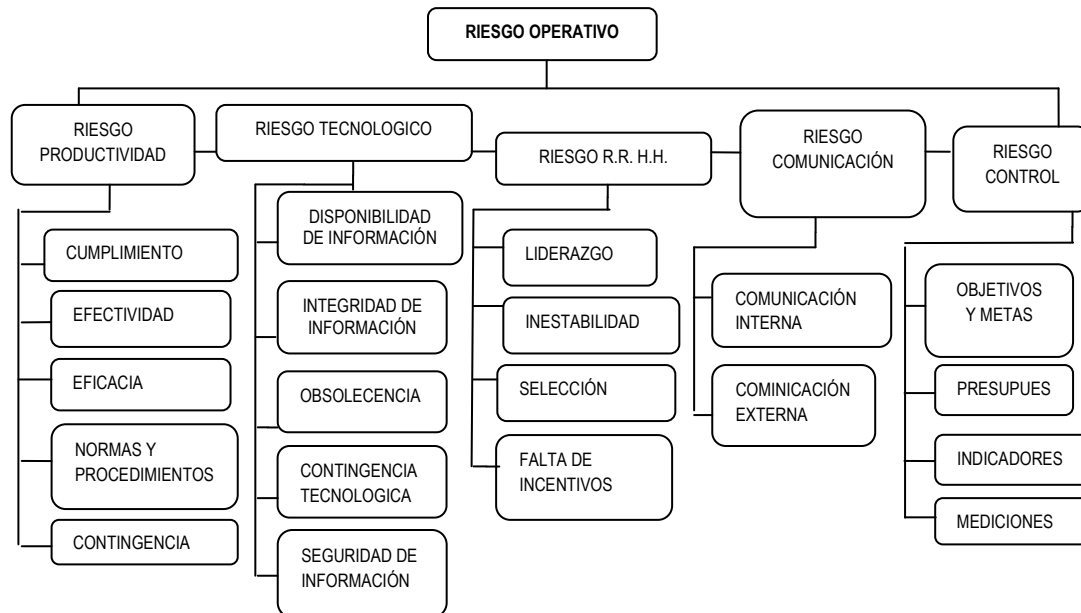 RIESGO OPERATIVO
RIESGO
PRODUCTIVIDAD
RIESGO TECNOLOGICO
RIESGO R.R. H.H.
RIESGO
COMUNICACIÓN
RIESGO
CONTROL
CUMPLIMIENTO
EFECTIVIDAD
EFICACIA
NORMAS Y
PROCEDIMIENTOS
CONTINGENCIA
DISPONIBILIDAD
DE INFORMACIÓN
INTEGRIDAD DE
INFORMACIÓN
OBSOLECENCIA
CONTINGENCIA
TECNOLOGICA
SEGURIDAD DE
INFORMACIÓN
LIDERAZGO
INESTABILIDAD
SELECCIÓN
FALTA DE
INCENTIVOS
COMUNICACIÓN
INTERNA
COMINICACIÓN
EXTERNA
OBJETIVOS
Y METAS
PRESUPUES
INDICADORES
MEDICIONES